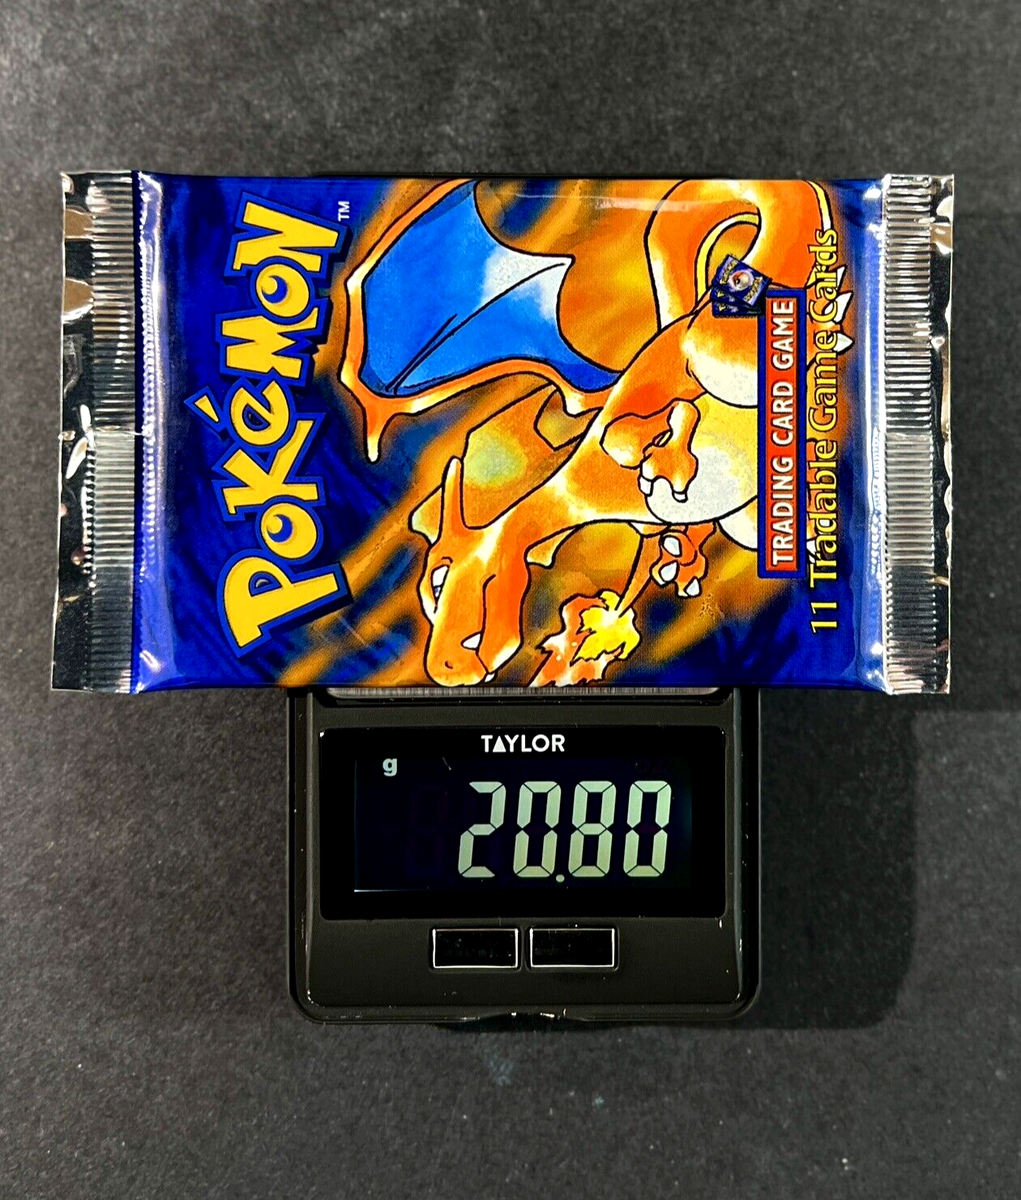 POKéMON™
TRADING CARD GAME
11 Tradable Game Cards
TAYLOR
g
20.80